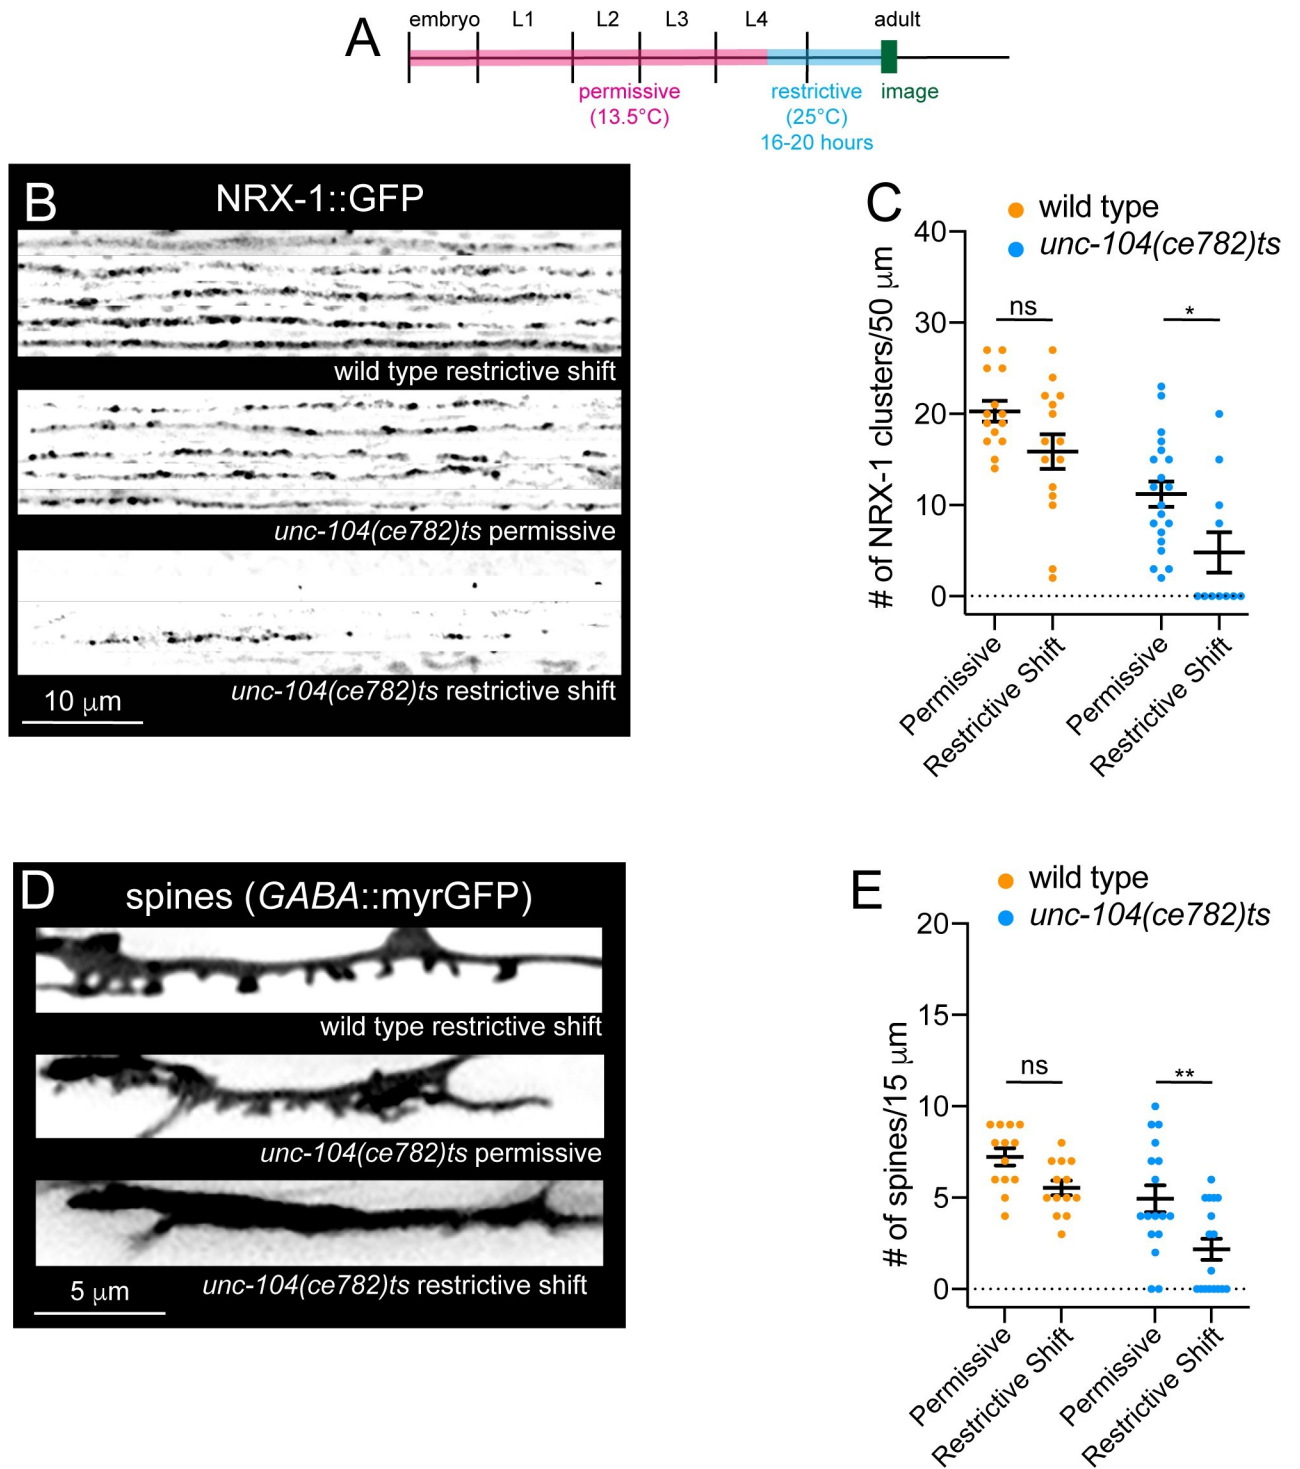 A
embryo L1 L2 L3 L4 adult
permissive restrictive image
(13.5°C) (25°C)
16-20 hours
B
NRX-1::GFP
wild type restrictive shift
unc-104(ce782)ts permissive
unc-104(ce782)ts restrictive shift
10 μm
C
wild type
unc-104(ce782)ts
# of NRX-1 clusters/50 μm
40
30
20
10
0
ns
*
Permissive
Restrictive Shift
Permissive
Restrictive Shift
D
spines (GABA::myrGFP)
wild type restrictive shift
unc-104(ce782)ts permissive
unc-104(ce782)ts restrictive shift
5 μm
E
wild type
unc-104(ce782)ts
# of spines/15 μm
20
15
10
5
0
ns
**
Permissive
Restrictive Shift
Permissive
Restrictive Shift